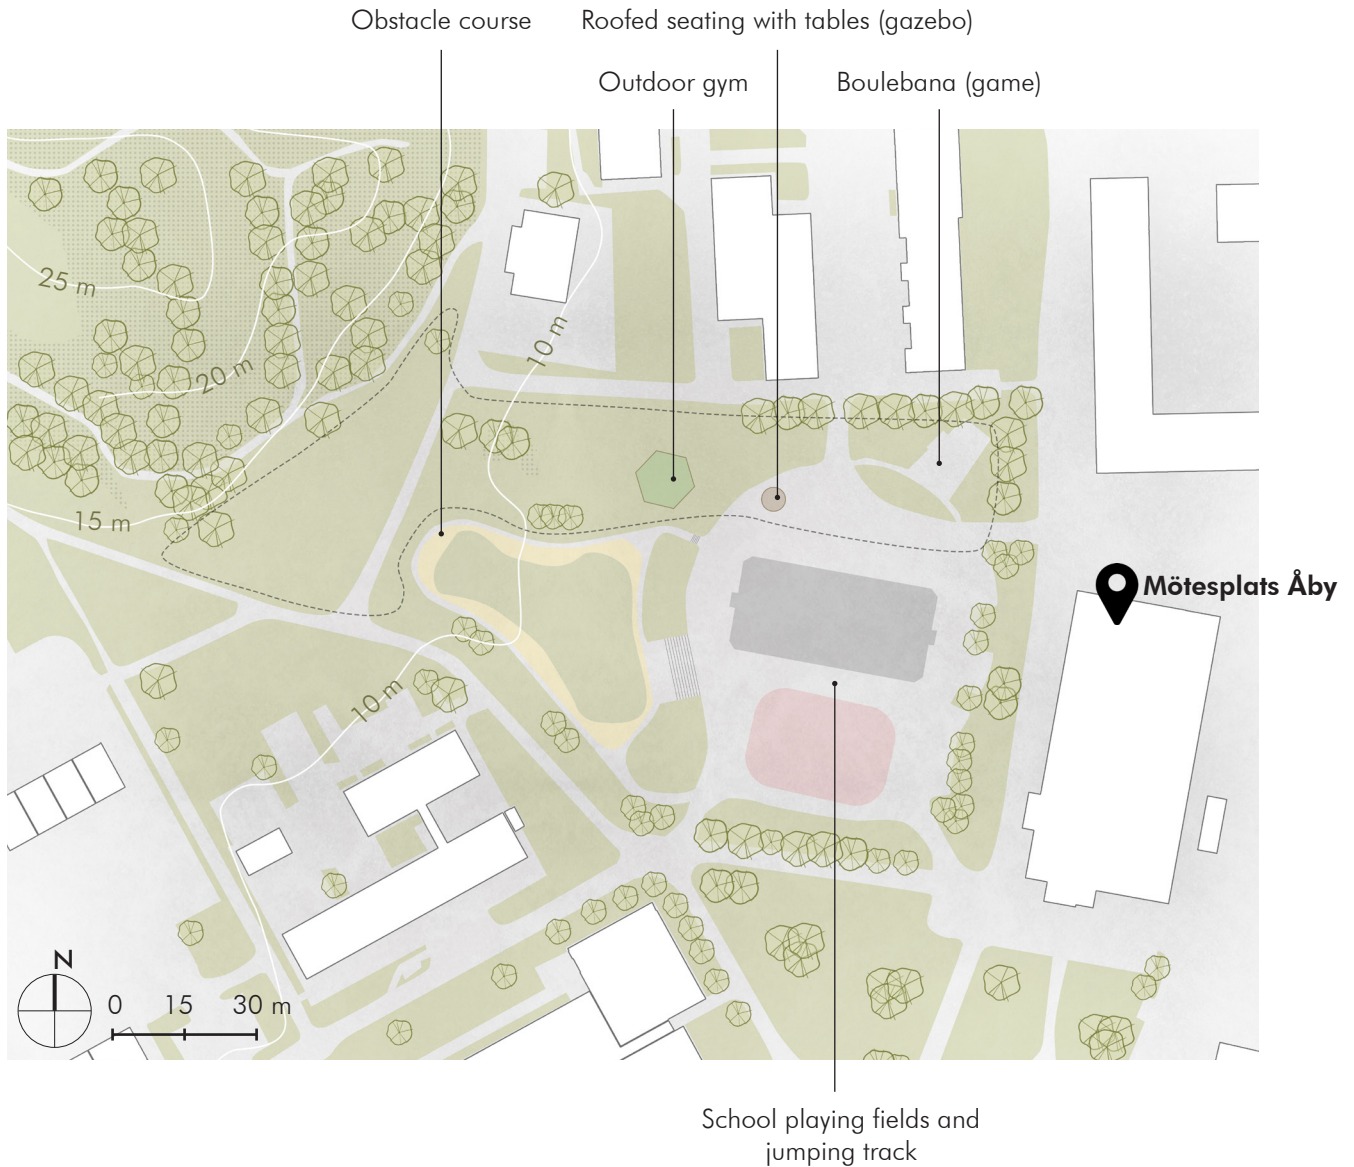 Obstacle course
Roofed seating with tables (gazebo)
Outdoor gym
Boulebana (game)
25 m
10 m
20 m
15 m
Mötesplats Åby
10 m
N
0 15 30 m
School playing fields and
jumping track